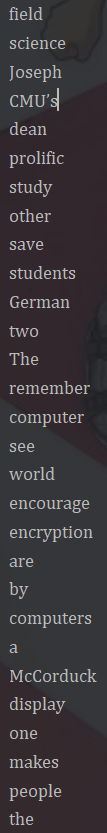 field
science
Joseph
CMU’s
dean
prolific
study
other
save
students
German
two
The
remember
computer
see
world
encourage
encryption
are
by
computers
a
McCorduck
display
one
makes
people
the